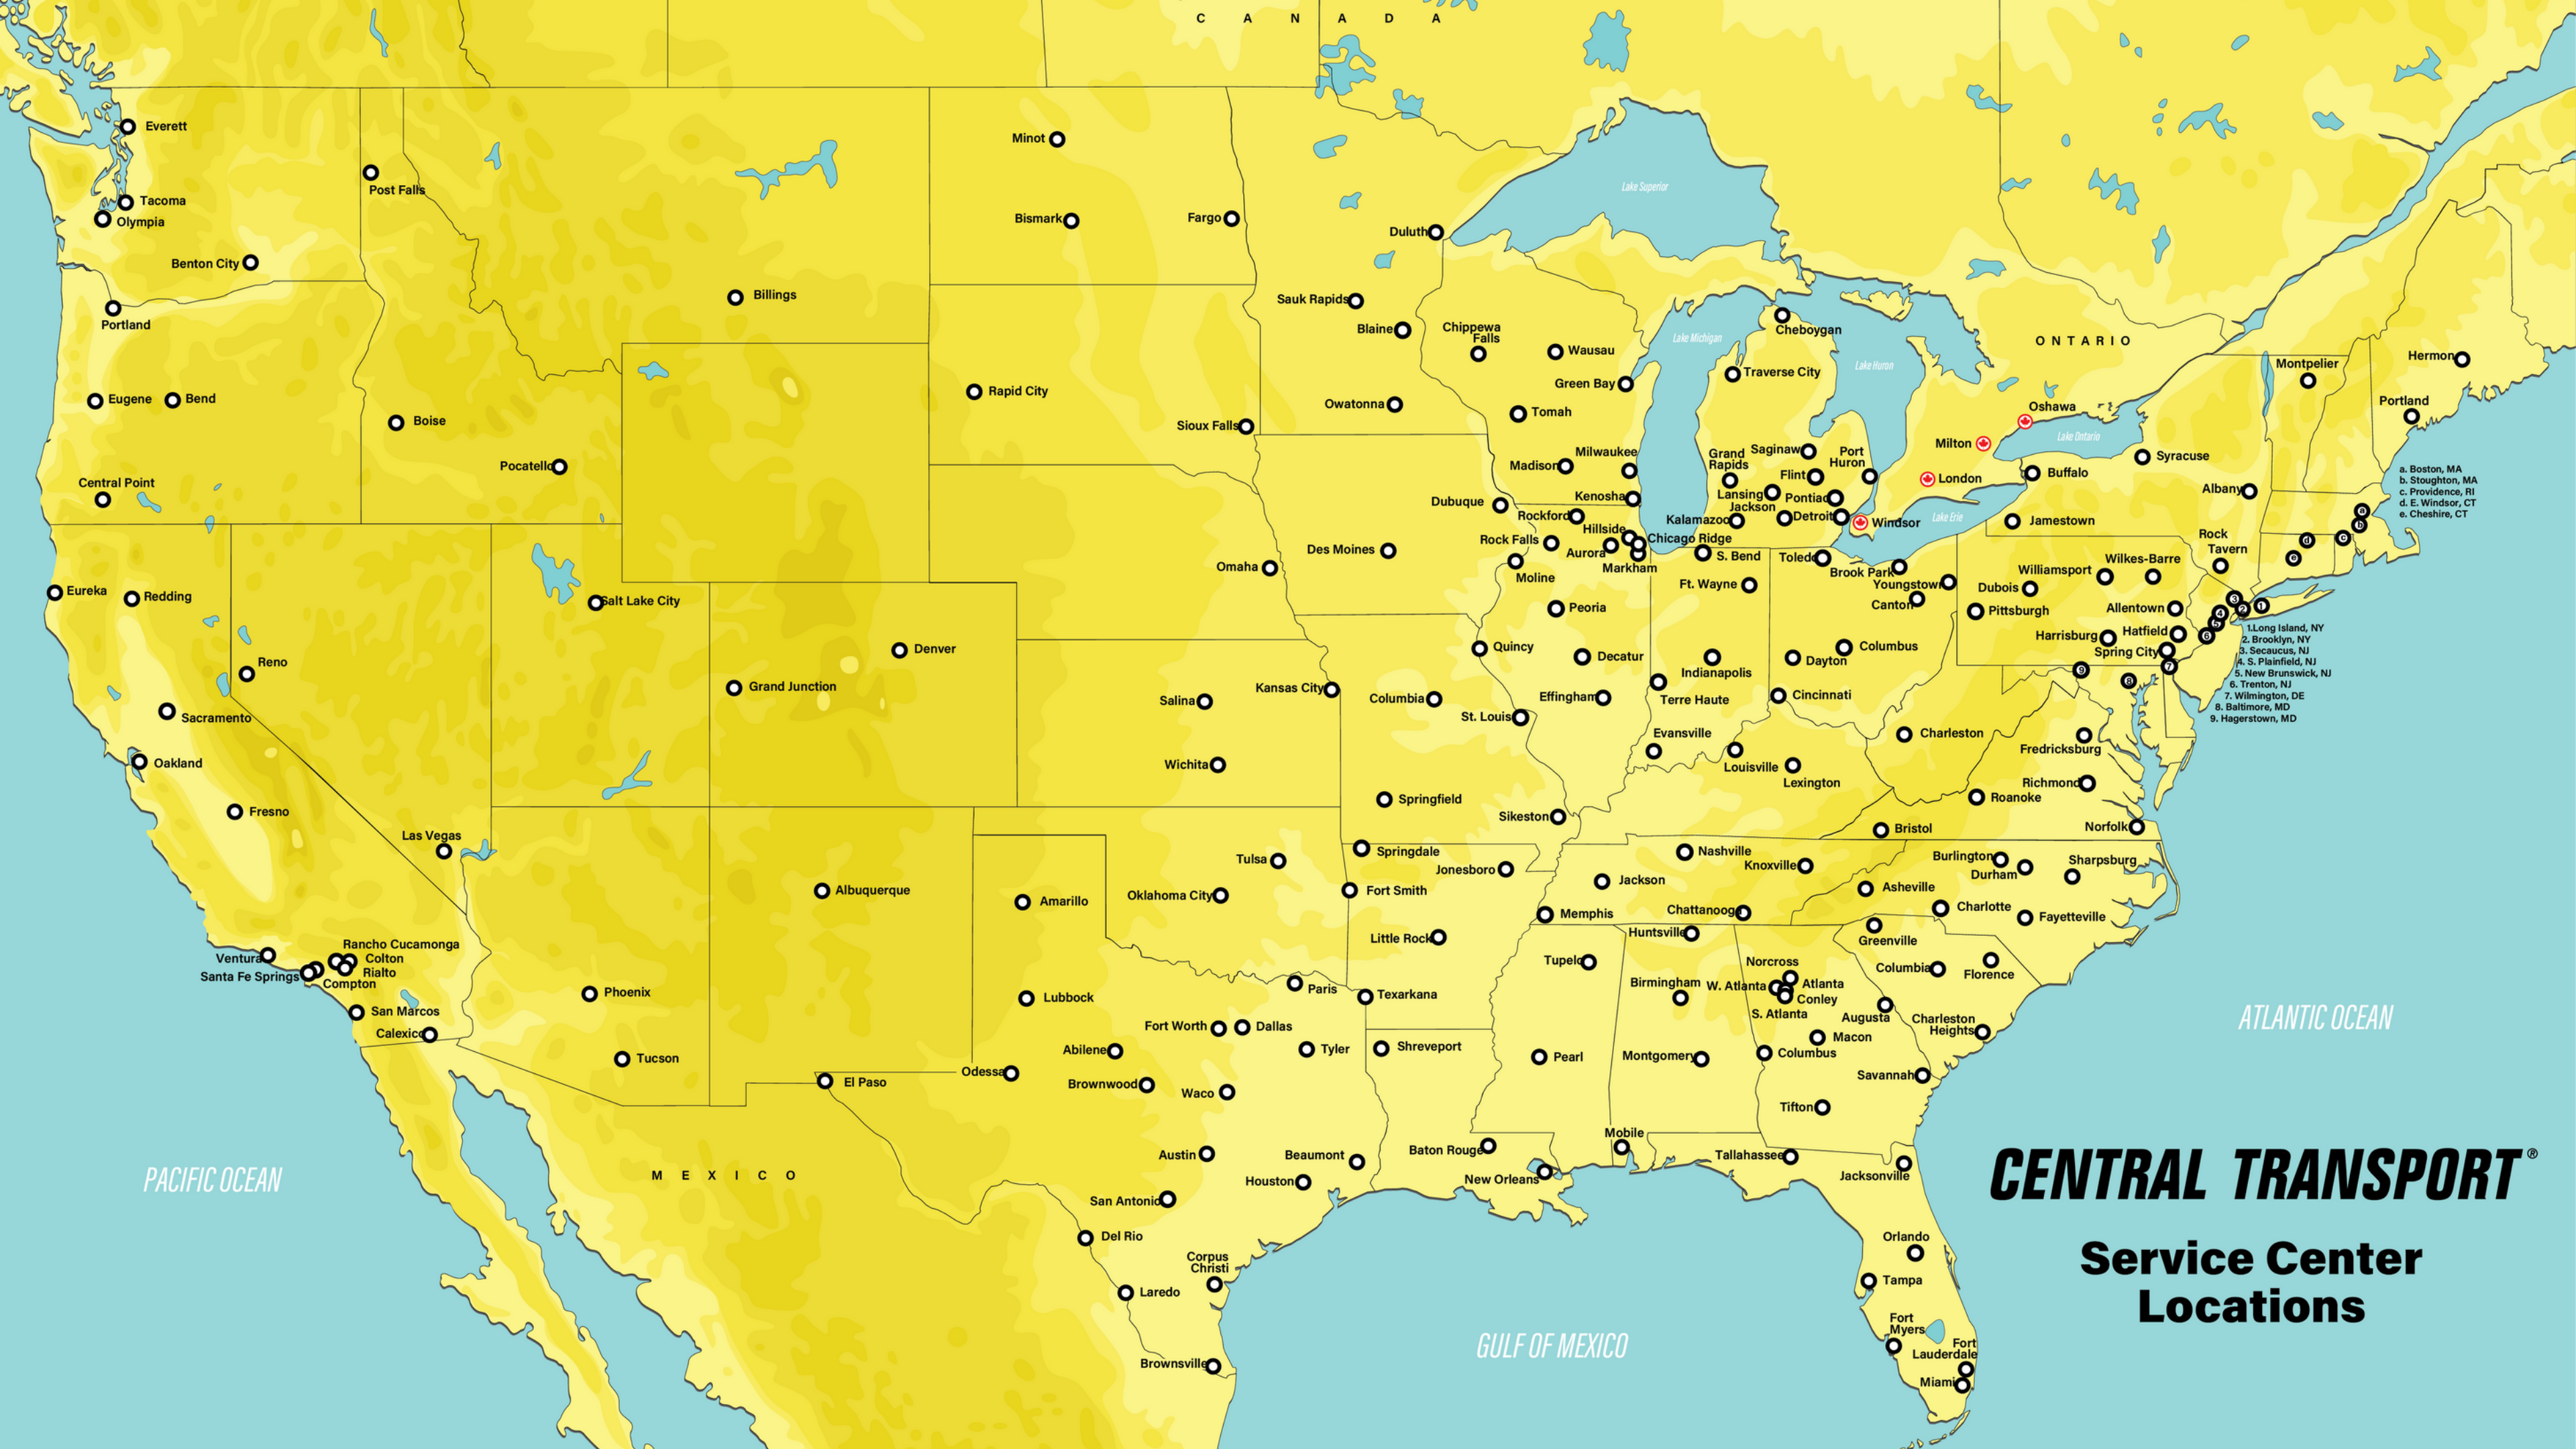 C A N A D A
Everett
Minot
Post Falls
Lake Superior
Tacoma
Olympia
Bismark
Fargo
Duluth
Benton City
Billings
Sauk Rapids
Portland
Blaine
Chippewa
Falls
Wausau
Lake Michigan
Cheboygan
ONTARIO
Lake Huron
Hermon
Montpelier
Green Bay
Traverse City
Eugene
Bend
Rapid City
Owatonna
Tomah
Portland
Oshawa
Boise
Sioux Falls
Lake Ontario
Milton
Pocatello
Madison
Milwaukee
Grand
Rapids
Saginaw
Port
Huron
Syracuse
Central Point
Flint
London
Buffalo
a. Boston, MA
b. Stoughton, MA
c. Providence, RI
d. E. Windsor, CT
e. Cheshire, CT
a
b
c
d
e
Dubuque
Kenosha
Lansing
Pontiac
Jackson
Albany
Rockford
Kalamazoo
Detroit
Windsor
Lake Erie
Jamestown
Hillside
Rock Falls
Chicago Ridge
Rock
Tavern
Des Moines
Aurora
S. Bend
Toledo
Markham
Wilkes-Barre
Omaha
Moline
Brook Park
Williamsport
Ft. Wayne
Youngstown
Dubois
Eureka
Redding
Salt Lake City
Canton
Peoria
Pittsburgh
Allentown
3
2
1
4
5
6
7
8
9
1.Long Island, NY
2. Brooklyn, NY
3. Secaucus, NJ
4. S. Plainfield, NJ
5. New Brunswick, NJ
6. Trenton, NJ
7. Wilmington, DE
8. Baltimore, MD
9. Hagerstown, MD
Harrisburg
Hatfield
Spring City
Denver
Quincy
Decatur
Indianapolis
Dayton
Columbus
Reno
Grand Junction
Salina
Kansas City
Columbia
Effingham
Terre Haute
Cincinnati
Sacramento
St. Louis
Evansville
Charleston
Fredricksburg
Oakland
Wichita
Louisville
Lexington
Richmond
Fresno
Springfield
Roanoke
Sikeston
Bristol
Norfolk
Las Vegas
Springdale
Nashville
Tulsa
Knoxville
Burlington
Durham
Sharpsburg
Jonesboro
Jackson
Albuquerque
Amarillo
Oklahoma City
Fort Smith
Asheville
Memphis
Chattanooga
Charlotte
Fayetteville
Little Rock
Huntsville
Greenville
Rancho Cucamonga
Ventura
Colton
Santa Fe Springs
Rialto
Compton
Tupelo
Norcross
Columbia
Florence
Birmingham
W. Atlanta
Atlanta
Paris
Texarkana
Conley
Phoenix
Lubbock
S. Atlanta
Augusta
San Marcos
Charleston
Heights
ATLANTIC OCEAN
Calexico
Fort Worth
Dallas
Macon
Abilene
Tyler
Shreveport
Pearl
Montgomery
Columbus
Tucson
Odessa
El Paso
Brownwood
Waco
Savannah
Tifton
Mobile
Austin
Beaumont
Baton Rouge
Tallahassee
PACIFIC OCEAN
M E X I C O
Houston
New Orleans
Jacksonville
CENTRAL TRANSPORT®
San Antonio
Del Rio
Orlando
Service Center
Locations
Corpus
Christi
Tampa
Laredo
Fort
Myers
GULF OF MEXICO
Fort
Lauderdale
Brownsville
Miami